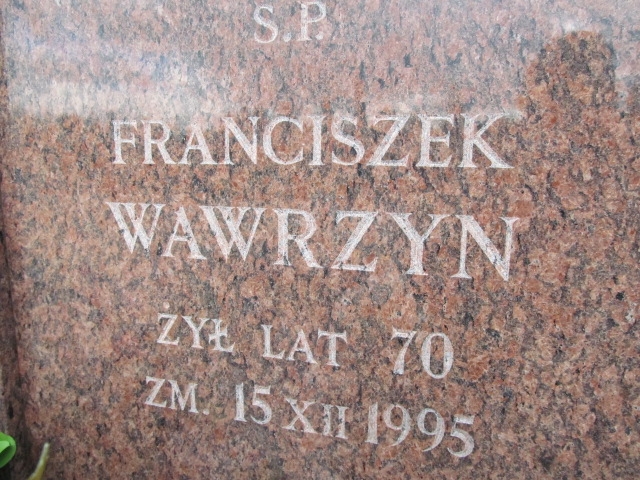 S.P.
FRANCISZEK
WAWRZYN
ŻYŁ LAT 70
ZM. 15 XII 1995